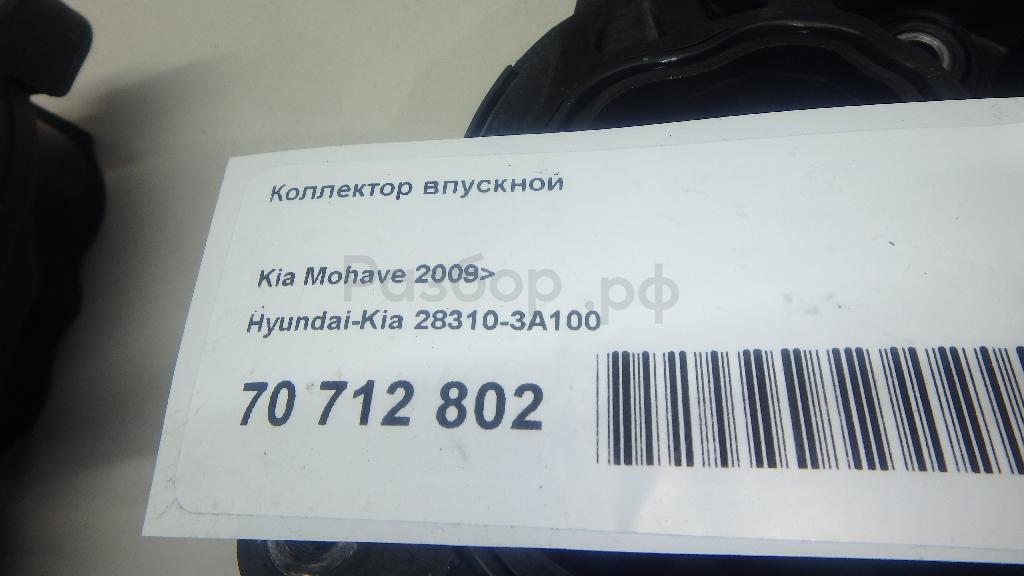 Коллектор впускной
Kia Mohave 2009>
Разбор.рф
Hyundai-Kia 28310-3A100
70 712 802